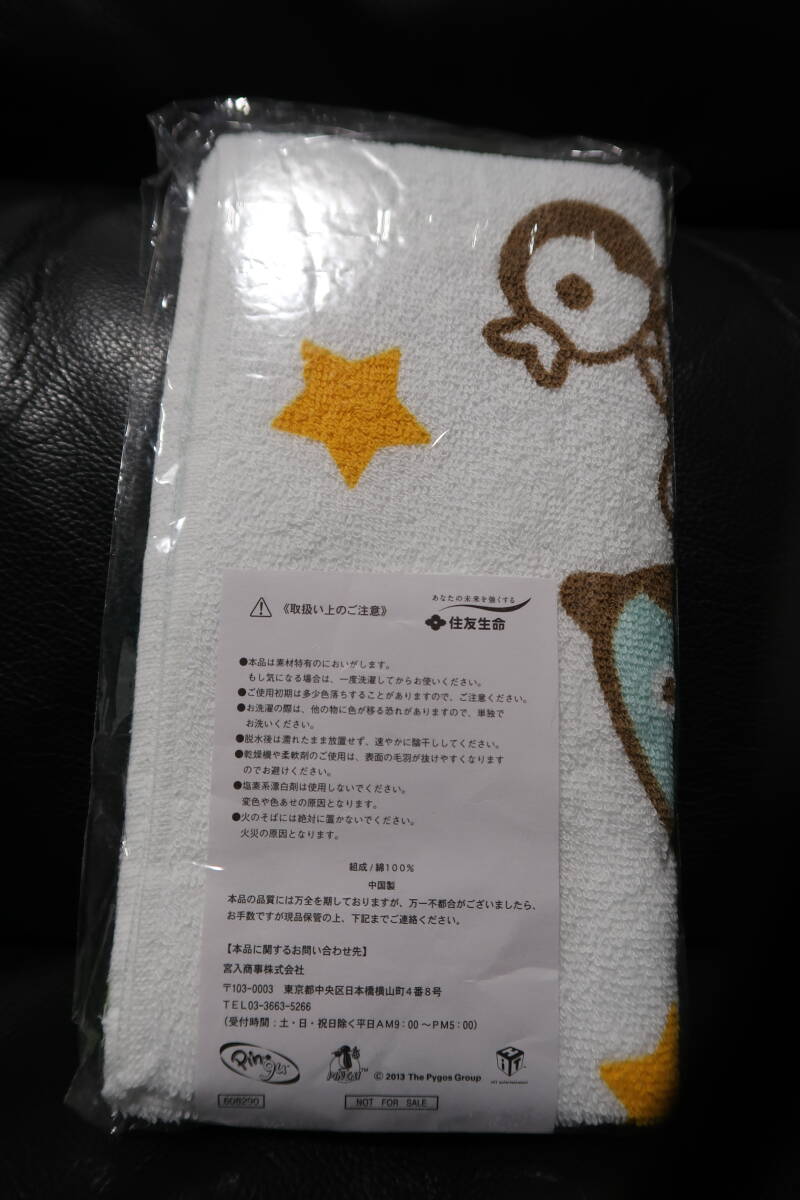 ⚠ 《取扱い上のご注意》
あなたの未来を強くする
住友生命
●本品は素材特有のにおいがします。
もし気になる場合は、一度洗濯してからお使いください。
●ご使用初期は多少色落ちすることがありますので、ご注意ください。
●お洗濯の際は、他の物に色が移る恐れがありますので、単独で
お洗いください。
●脱水後は濡れたまま放置せず、速やかに陰干ししてください。
●乾燥機や柔軟剤のご使用は、表面の毛羽が抜けやすくなります
のでお避けください。
●塩素系漂白剤は使用しないでください。
変色や色あせの原因となります。
●火のそばには絶対に置かないでください。
火災の原因となります。
組成/綿100%
中国製
本品の品質には万全を期しておりますが、万一不都合がございましたら、
お手数ですが現品保管の上、下記までご連絡ください。
【本品に関するお問い合わせ先】
宮入商事株式会社
〒103-0003 東京都中央区日本橋横山町4番8号
TEL03-3663-5266
(受付時間:土・日・祝日除く平日AM9:00～PM5:00)
Pingu
PYGOS™ © 2013 The Pygos Group
HiT
HIT entertainment
608290
NOT FOR SALE